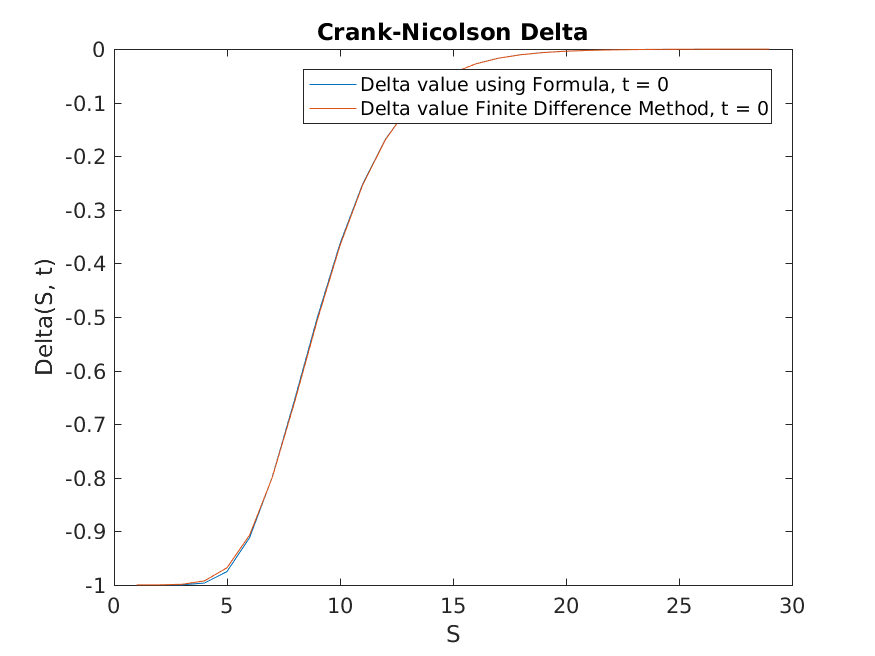 Crank-Nicolson Delta
Delta value using Formula, t = 0
Delta value Finite Difference Method, t = 0
Delta(S, t)
0
-0.1
-0.2
-0.3
-0.4
-0.5
-0.6
-0.7
-0.8
-0.9
-1
0 5 10 15 20 25 30
S